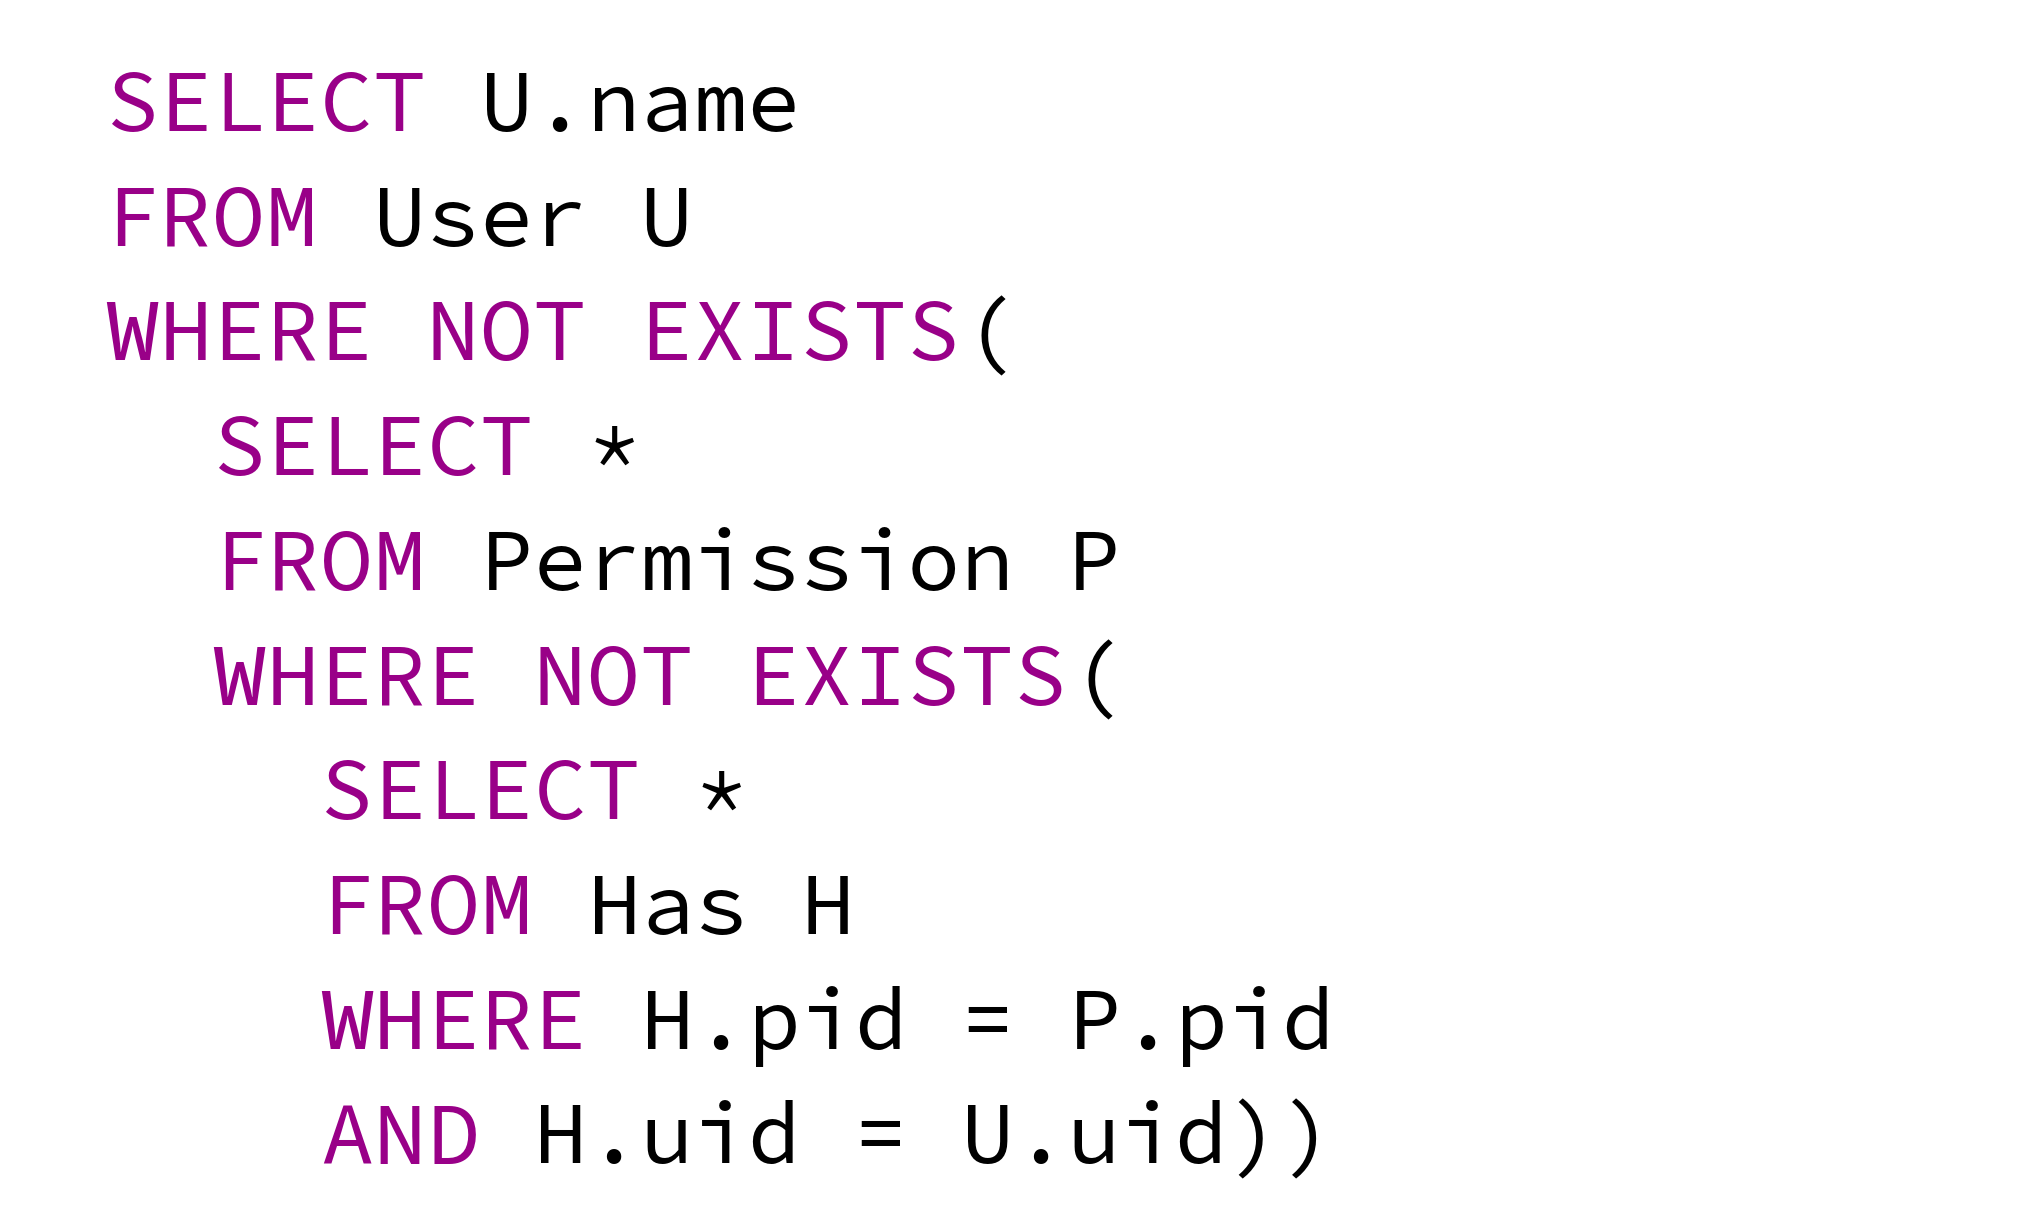 SELECT U.name
FROM User U
WHERE NOT EXISTS(
SELECT *
FROM Permission P
WHERE NOT EXISTS(
SELECT *
FROM Has H
WHERE H.pid = P.pid
AND H.uid = U.uid))